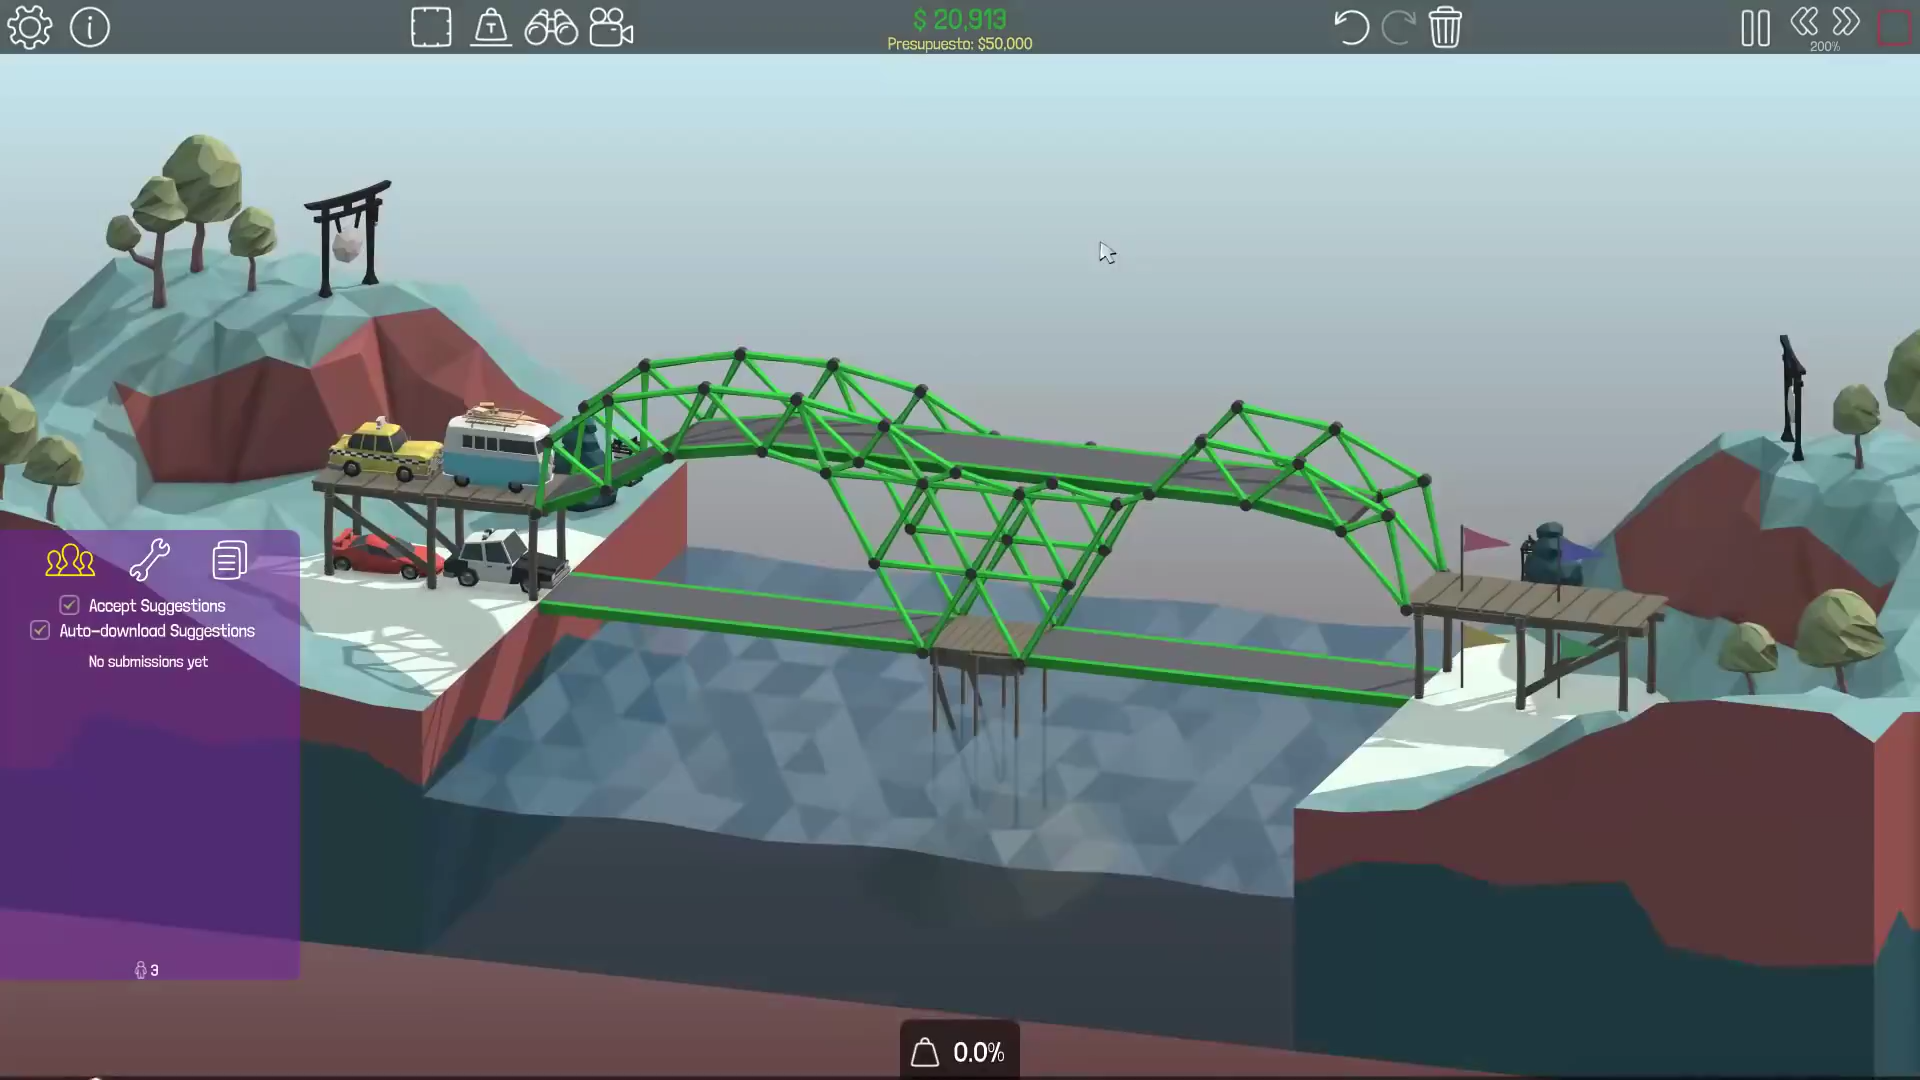 $ 20,913
Presupuesto: $50,000
200%
Accept Suggestions
Auto-download Suggestions
No submissions yet
3
0.0%